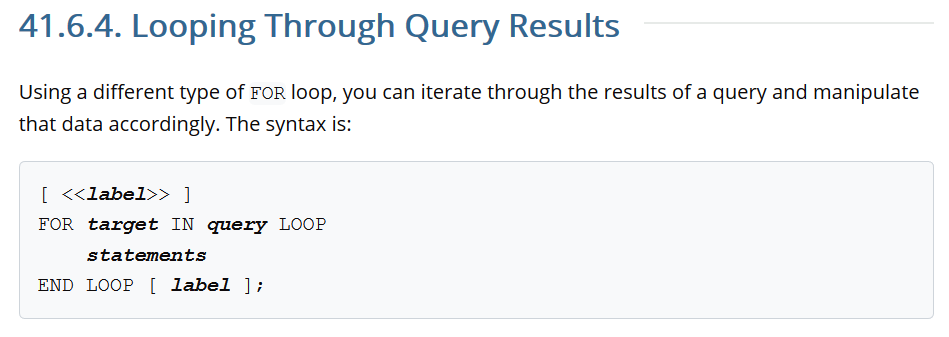 41.6.4. Looping Through Query Results
Using a different type of FOR loop, you can iterate through the results of a query and manipulate
that data accordingly. The syntax is:
[ <<label>> ]
FOR target IN query LOOP
    statements
END LOOP [ label ];